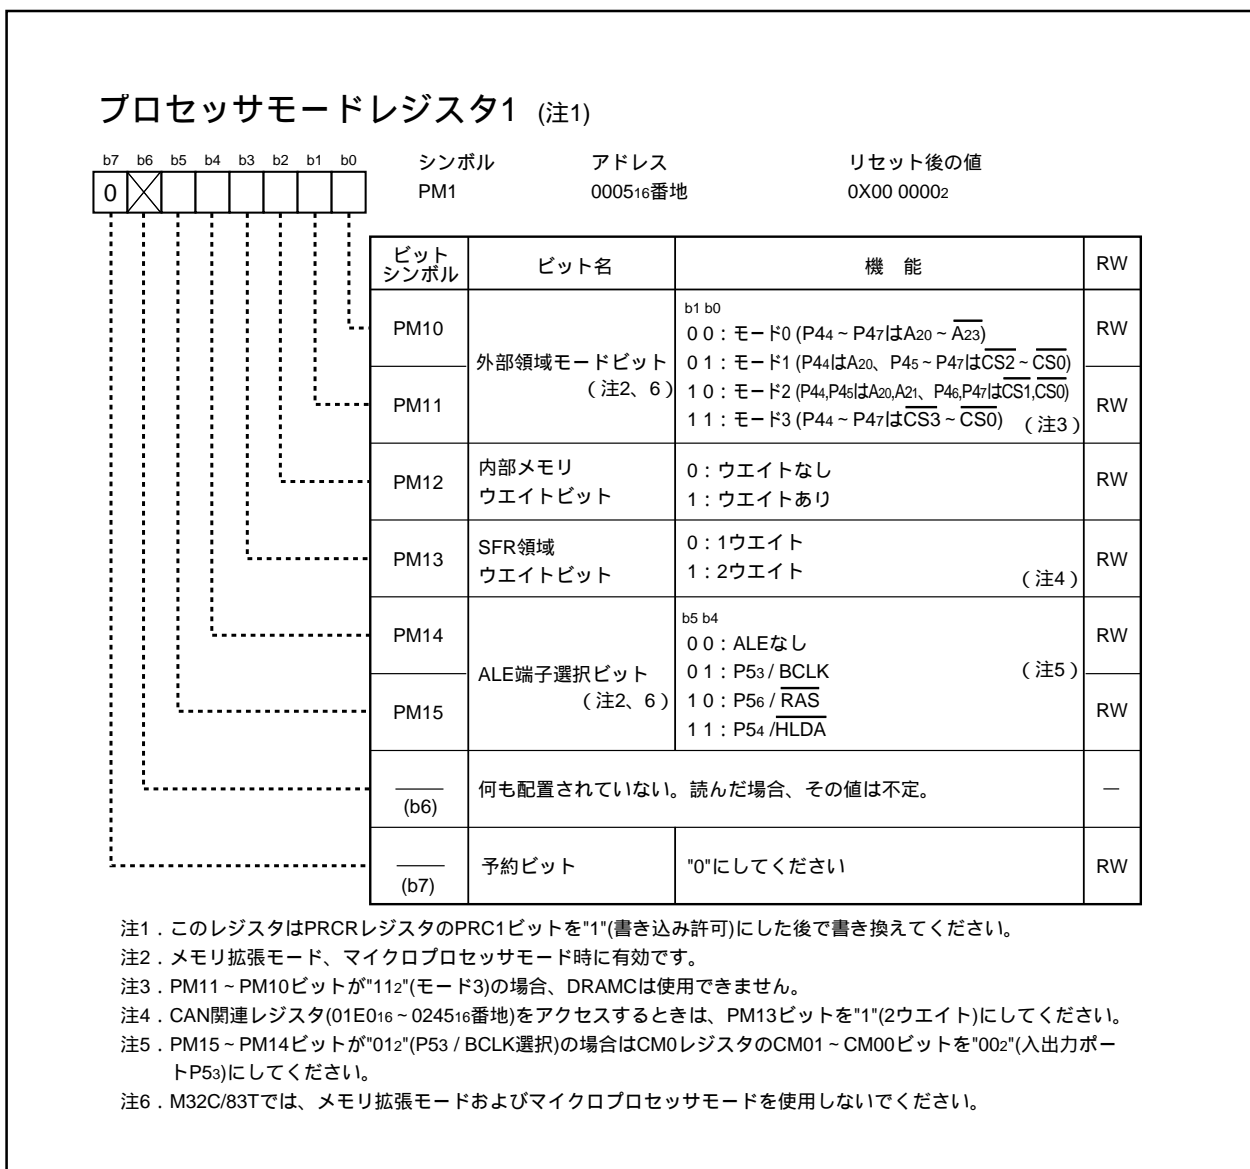 プロセッサモードレジスタ1 (注1)
b7 b6 b5 b4 b3 b2 b1 b0
0
シンボル アドレス リセット後の値
PM1 000516番地 0X00 00002
ビットシンボル ビット名 機 能 RW
PM10 RW
PM11 RW
外部領域モードビット
(注2、6)
b1 b0
0 0:モード0 (P44~P47はA20~A23)
0 1:モード1 (P44はA20、P45~P47はCS2~CS0)
1 0:モード2 (P44,P45はA20,A21、P46,P47はCS1,CS0)
1 1:モード3 (P44~P47はCS3~CS0) (注3)
PM12 RW
内部メモリ
ウエイトビット
0:ウエイトなし
1:ウエイトあり
PM13 RW
SFR領域
ウエイトビット
0:1ウエイト
1:2ウエイト (注4)
PM14 RW
PM15 RW
ALE端子選択ビット
(注2、6)
b5 b4
0 0:ALEなし
0 1:P53 / BCLK (注5)
1 0:P56 / RAS
1 1:P54 /HLDA
(b6) 何も配置されていない。読んだ場合、その値は不定。 —
(b7) 予約ビット "0"にしてください RW
注1.このレジスタはPRCRレジスタのPRC1ビットを"1"(書き込み許可)にした後で書き換えてください。
注2.メモリ拡張モード、マイクロプロセッサモード時に有効です。
注3.PM11~PM10ビットが"112"(モード3)の場合、DRAMCは使用できません。
注4.CAN関連レジスタ(01E016~024516番地)をアクセスするときは、PM13ビットを"1"(2ウエイト)にしてください。
注5.PM15~PM14ビットが"012"(P53 / BCLK選択)の場合はCM0レジスタのCM01~CM00ビットを"002"(入出力ポー
トP53)にしてください。
注6.M32C/83Tでは、メモリ拡張モードおよびマイクロプロセッサモードを使用しないでください。